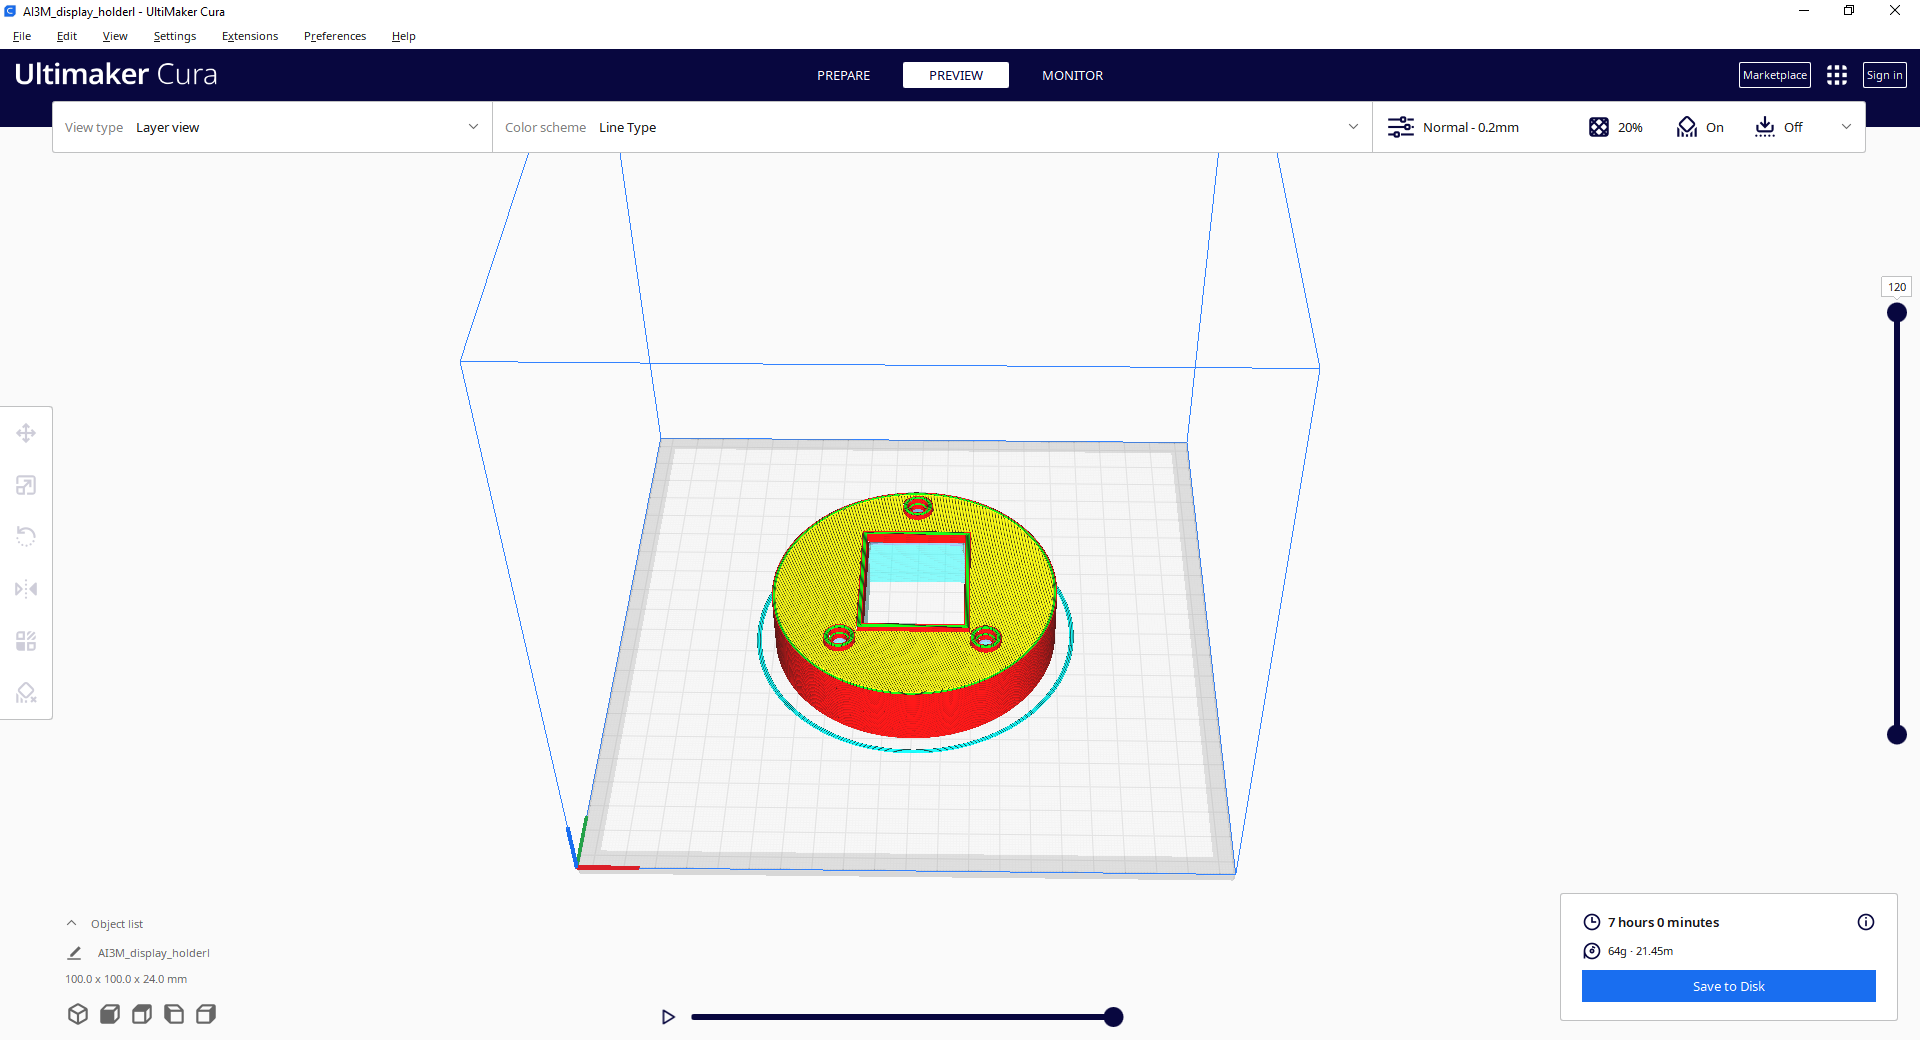 AI3M_display_holderl - UltiMaker Cura
File Edit View Settings Extensions Preferences Help
Ultimaker Cura
PREPARE PREVIEW MONITOR
Marketplace Sign in
View type Layer view Color scheme Line Type Normal - 0.2mm 20% On Off
120
Object list
AI3M_display_holderl
100.0 x 100.0 x 24.0 mm
7 hours 0 minutes
64g · 21.45m
Save to Disk